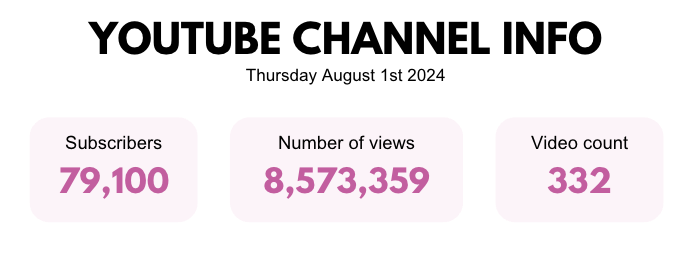 YOUTUBE CHANNEL INFO
Thursday August 1st 2024
Subscribers
79,100
Number of views
8,573,359
Video count
332